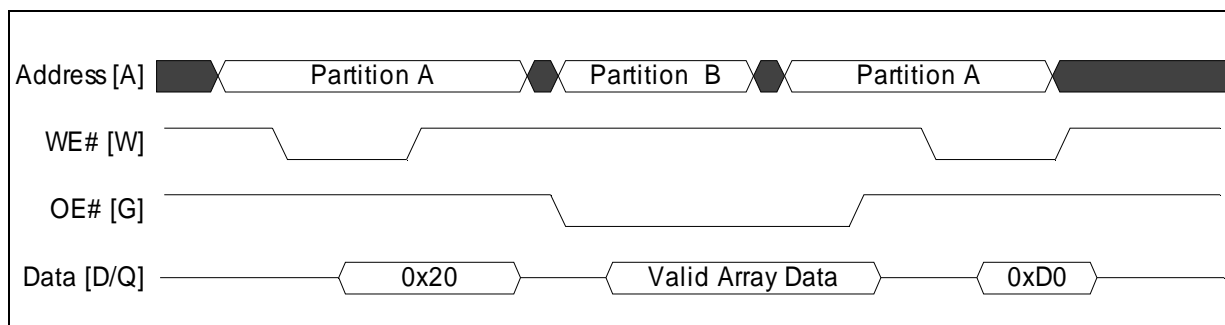 Address [A] Partition A Partition B Partition A
WE# [W]
OE# [G]
Data [D/Q] 0x20 Valid Array Data 0xD0